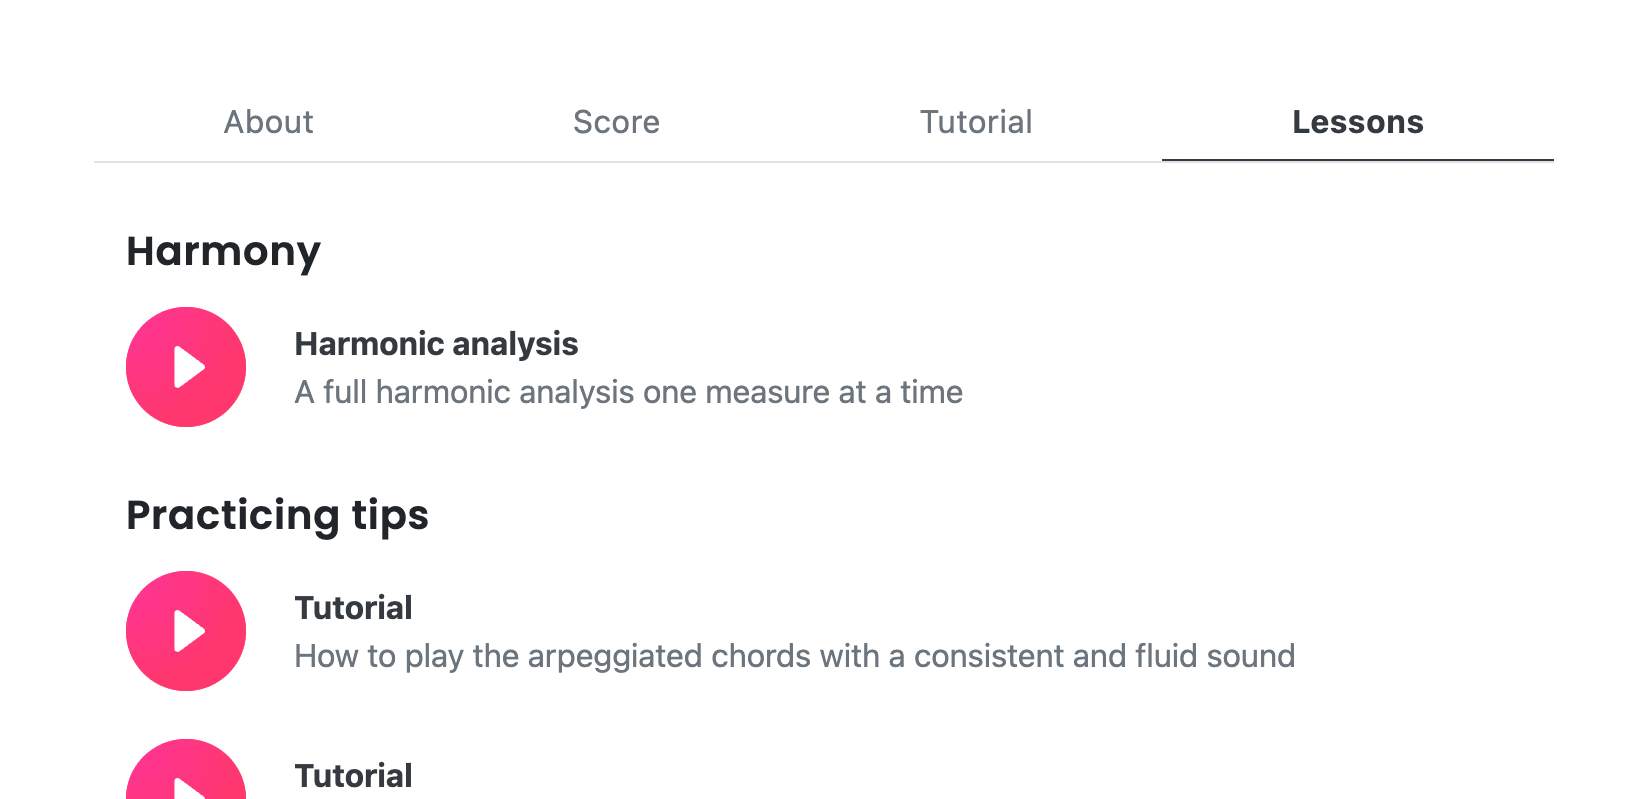 About Score Tutorial Lessons
Harmony
Harmonic analysis
A full harmonic analysis one measure at a time
Practicing tips
Tutorial
How to play the arpeggiated chords with a consistent and fluid sound
Tutorial